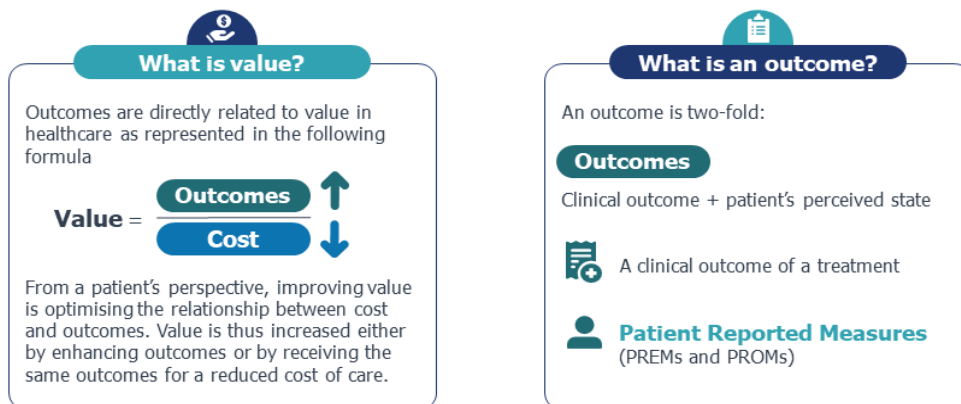 What is value?
Outcomes are directly related to value in
healthcare as represented in the following
formula
Value =
Outcomes
Cost
From a patient's perspective, improving value
is optimising the relationship between cost
and outcomes. Value is thus increased either
by enhancing outcomes or by receiving the
same outcomes for a reduced cost of care.
What is an outcome?
An outcome is two-fold:
Outcomes
Clinical outcome + patient's perceived state
A clinical outcome of a treatment
Patient Reported Measures
(PREMs and PROMs)